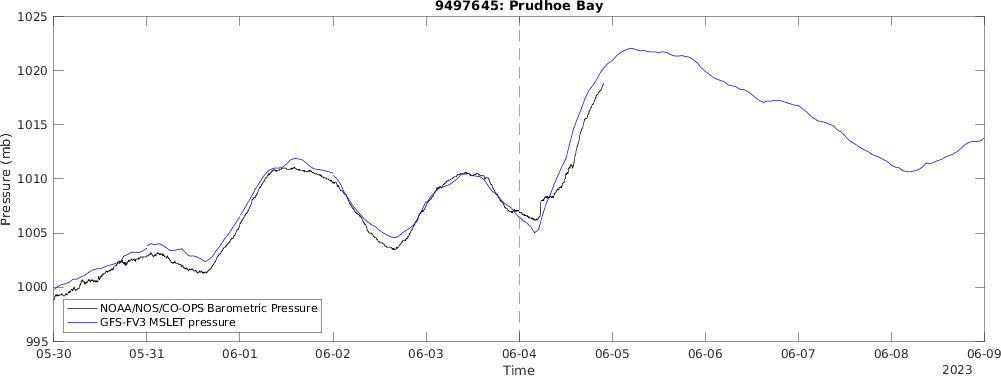 9497645: Prudhoe Bay
1025
1020
1015
1010
1005
1000
995
Pressure (mb)
NOAA/NOS/CO-OPS Barometric Pressure
GFS-FV3 MSLET pressure
05-30 05-31 06-01 06-02 06-03 06-04 06-05 06-06 06-07 06-08 06-09
Time
2023